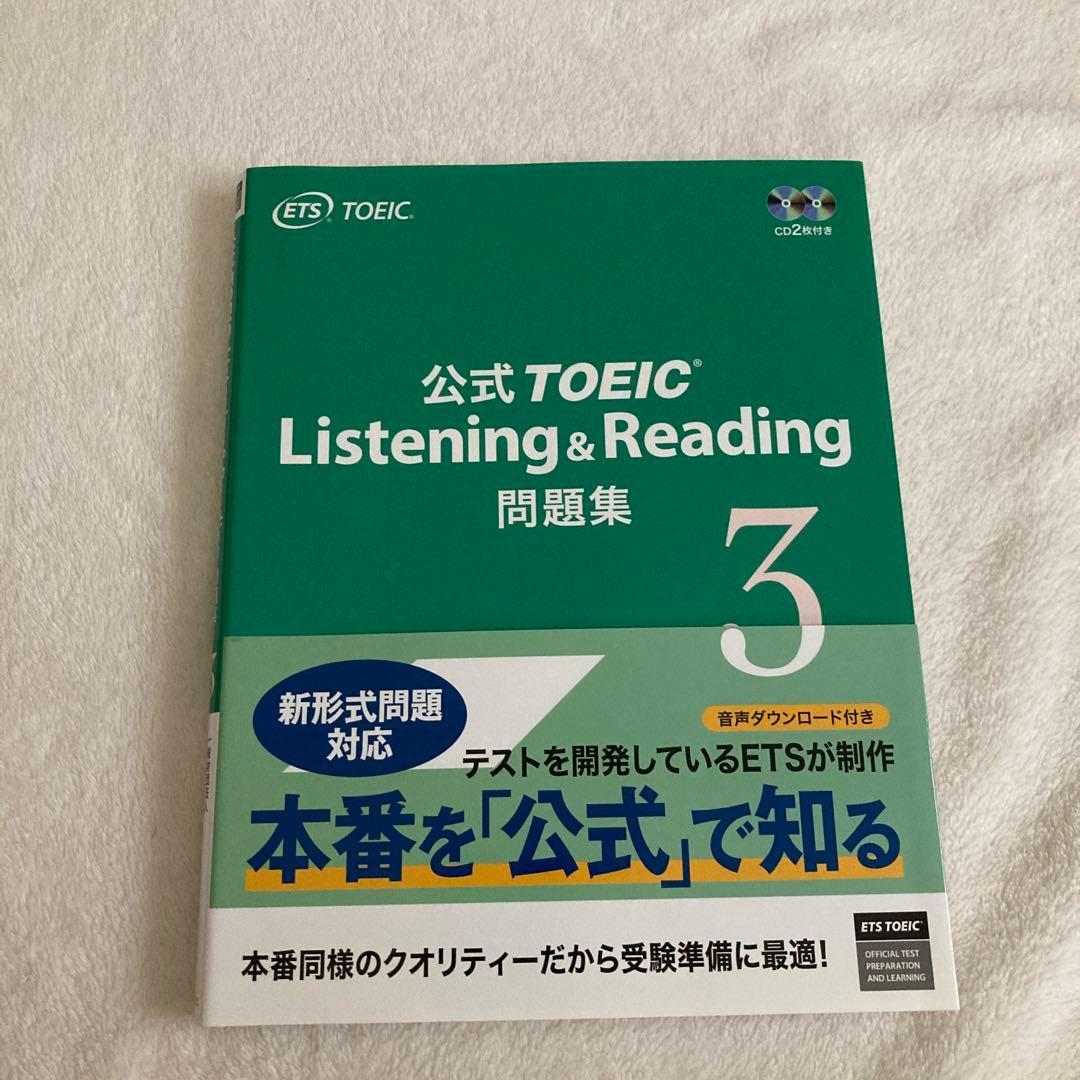 ETS® TOEIC®
CD2枚付き
公式 TOEIC®
Listening & Reading
問題集
3
新形式問題
対応
音声ダウンロード付き
テストを開発しているETSが制作
本番を「公式」で知る
本番同様のクオリティーだから受験準備に最適!
ETS TOEIC®
OFFICIAL TEST
PREPARATION
AND LEARNING